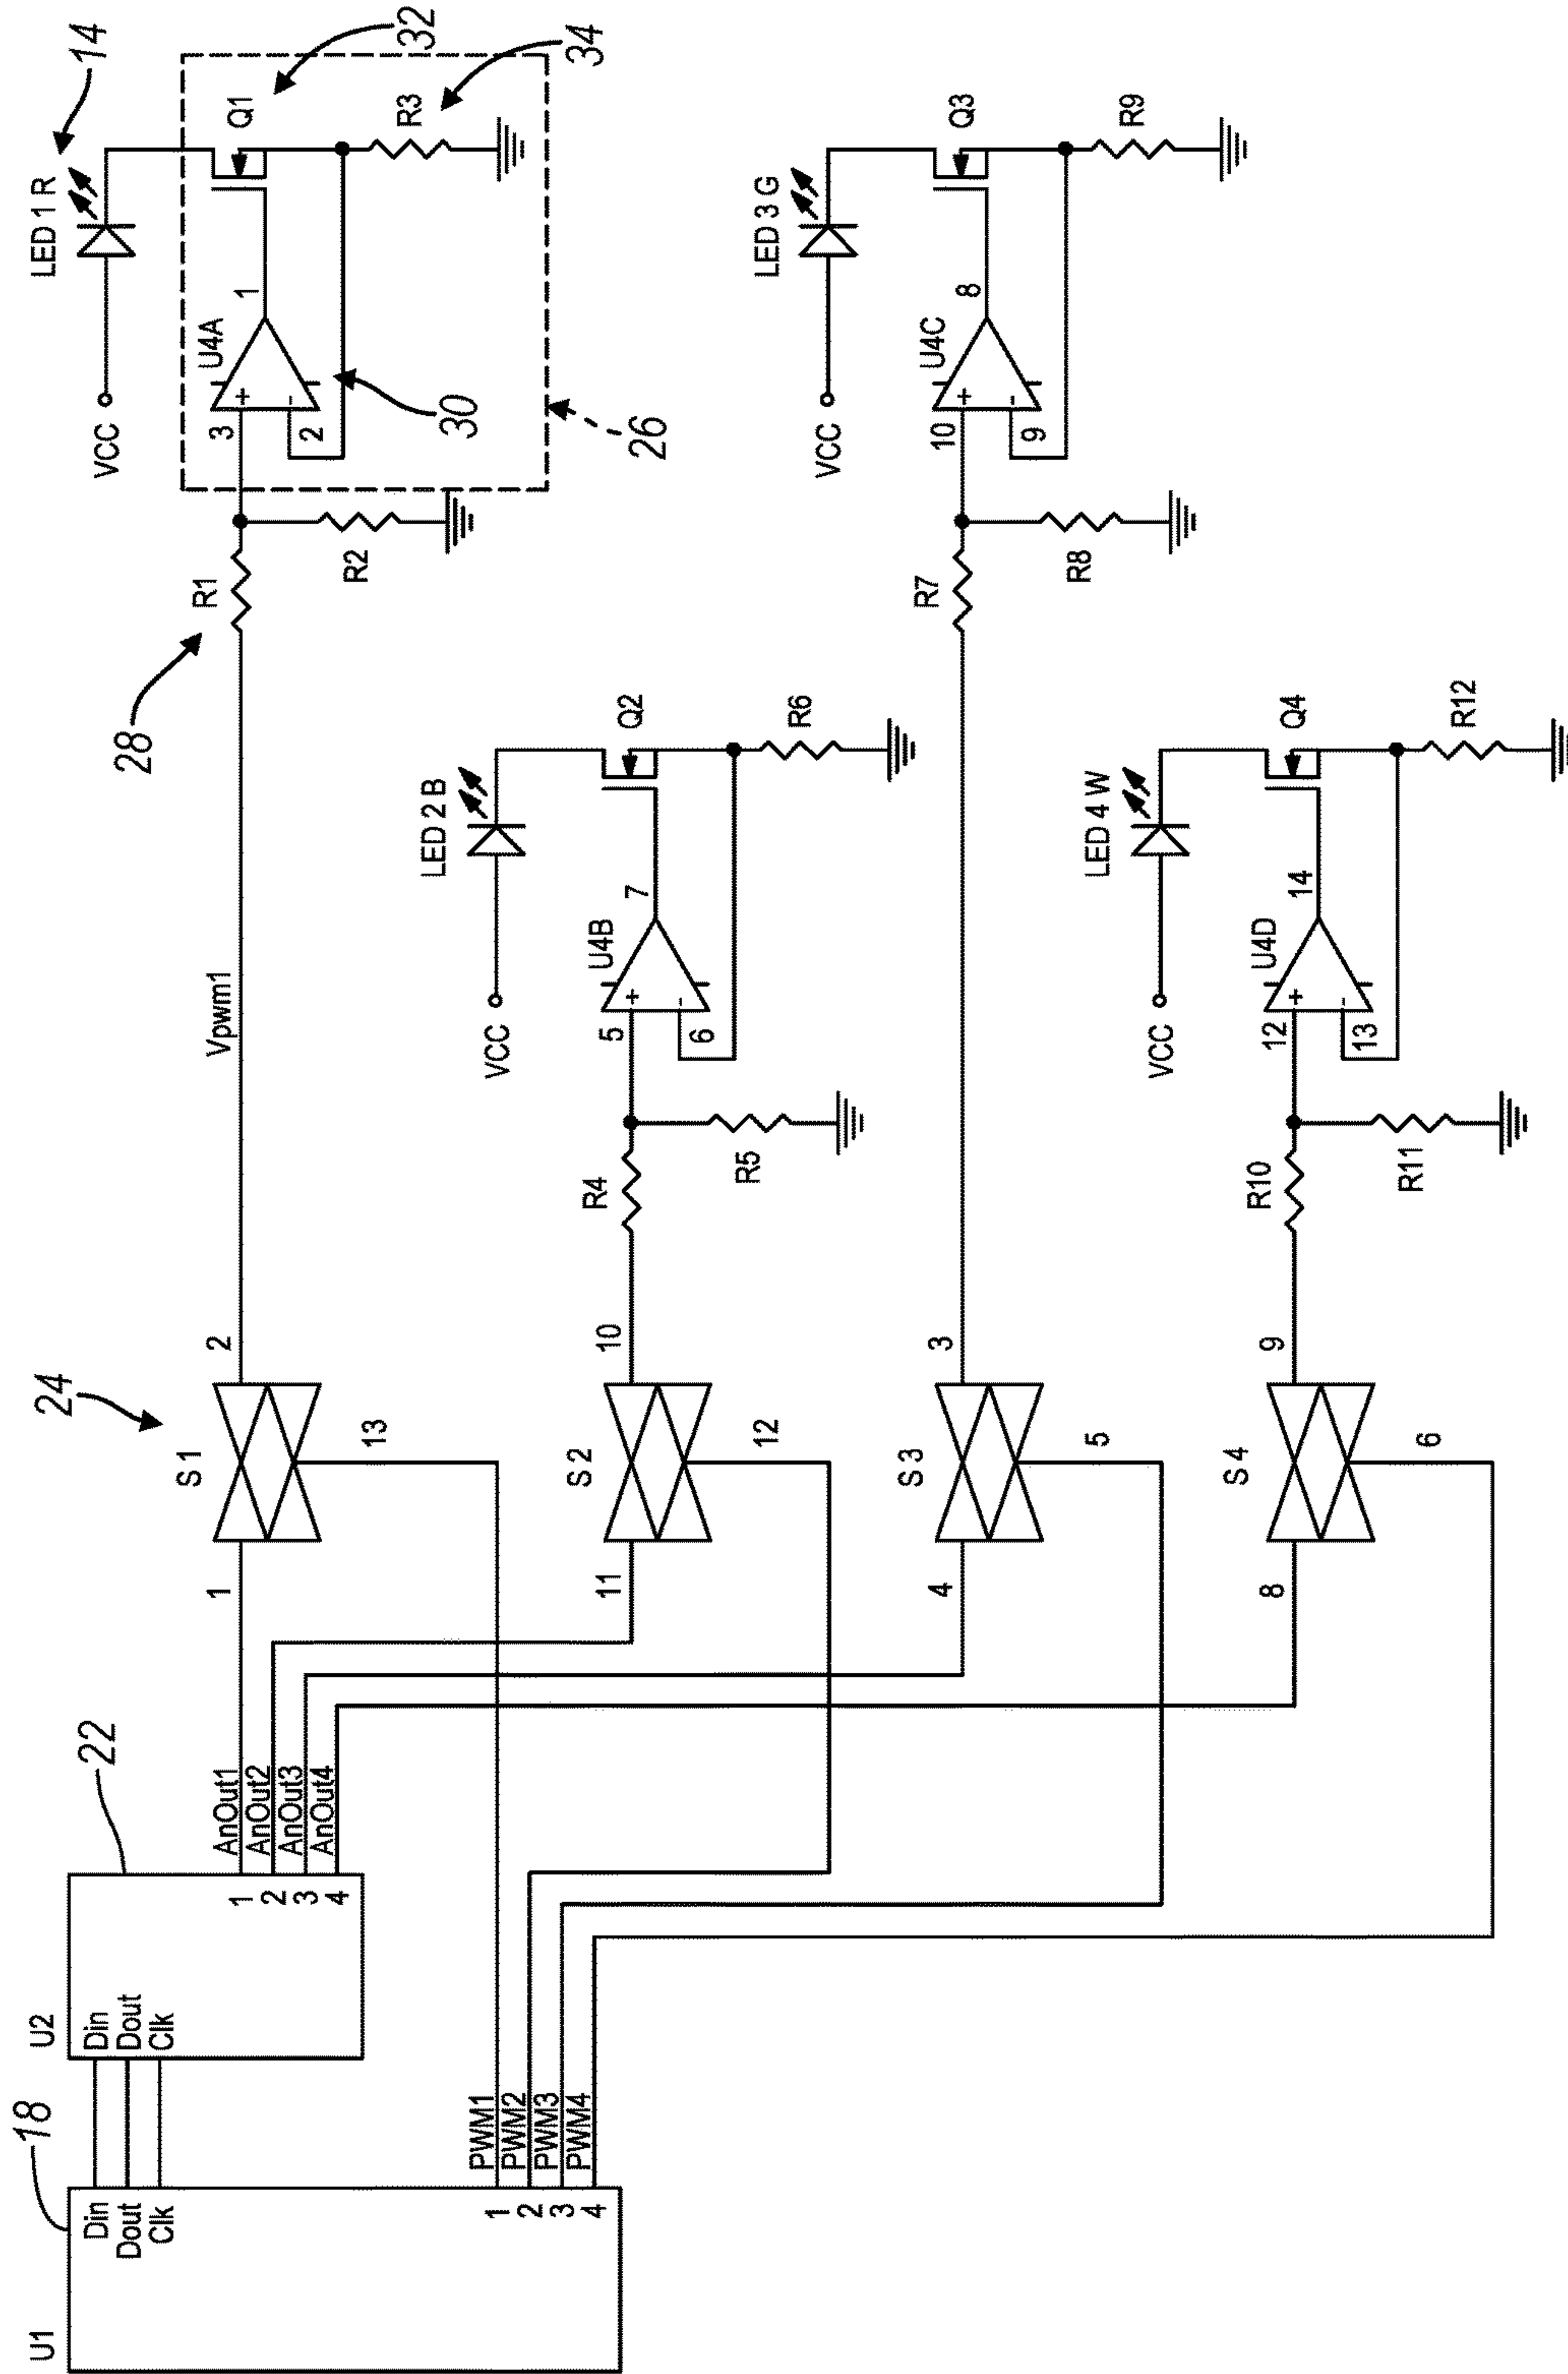 U1
18
Din
Dout
Clk
1
2
3
4
PWM1
PWM2
PWM3
PWM4
U2
22
Din
Dout
Clk
1
2
3
4
AnOut1
AnOut2
AnOut3
AnOut4
24
S 1
1
2
13
Vpwm1
28
R1
R2
VCC
LED 1 R
14
3
2
+
-
U4A
1
30
26
Q1
32
R3
34
S 2
11
10
12
R4
R5
VCC
LED 2 B
5
6
+
-
U4B
7
Q2
R6
S 3
4
3
5
R7
R8
VCC
LED 3 G
10
9
+
-
U4C
8
Q3
R9
S 4
8
9
6
R10
R11
VCC
LED 4 W
12
13
+
-
U4D
14
Q4
R12